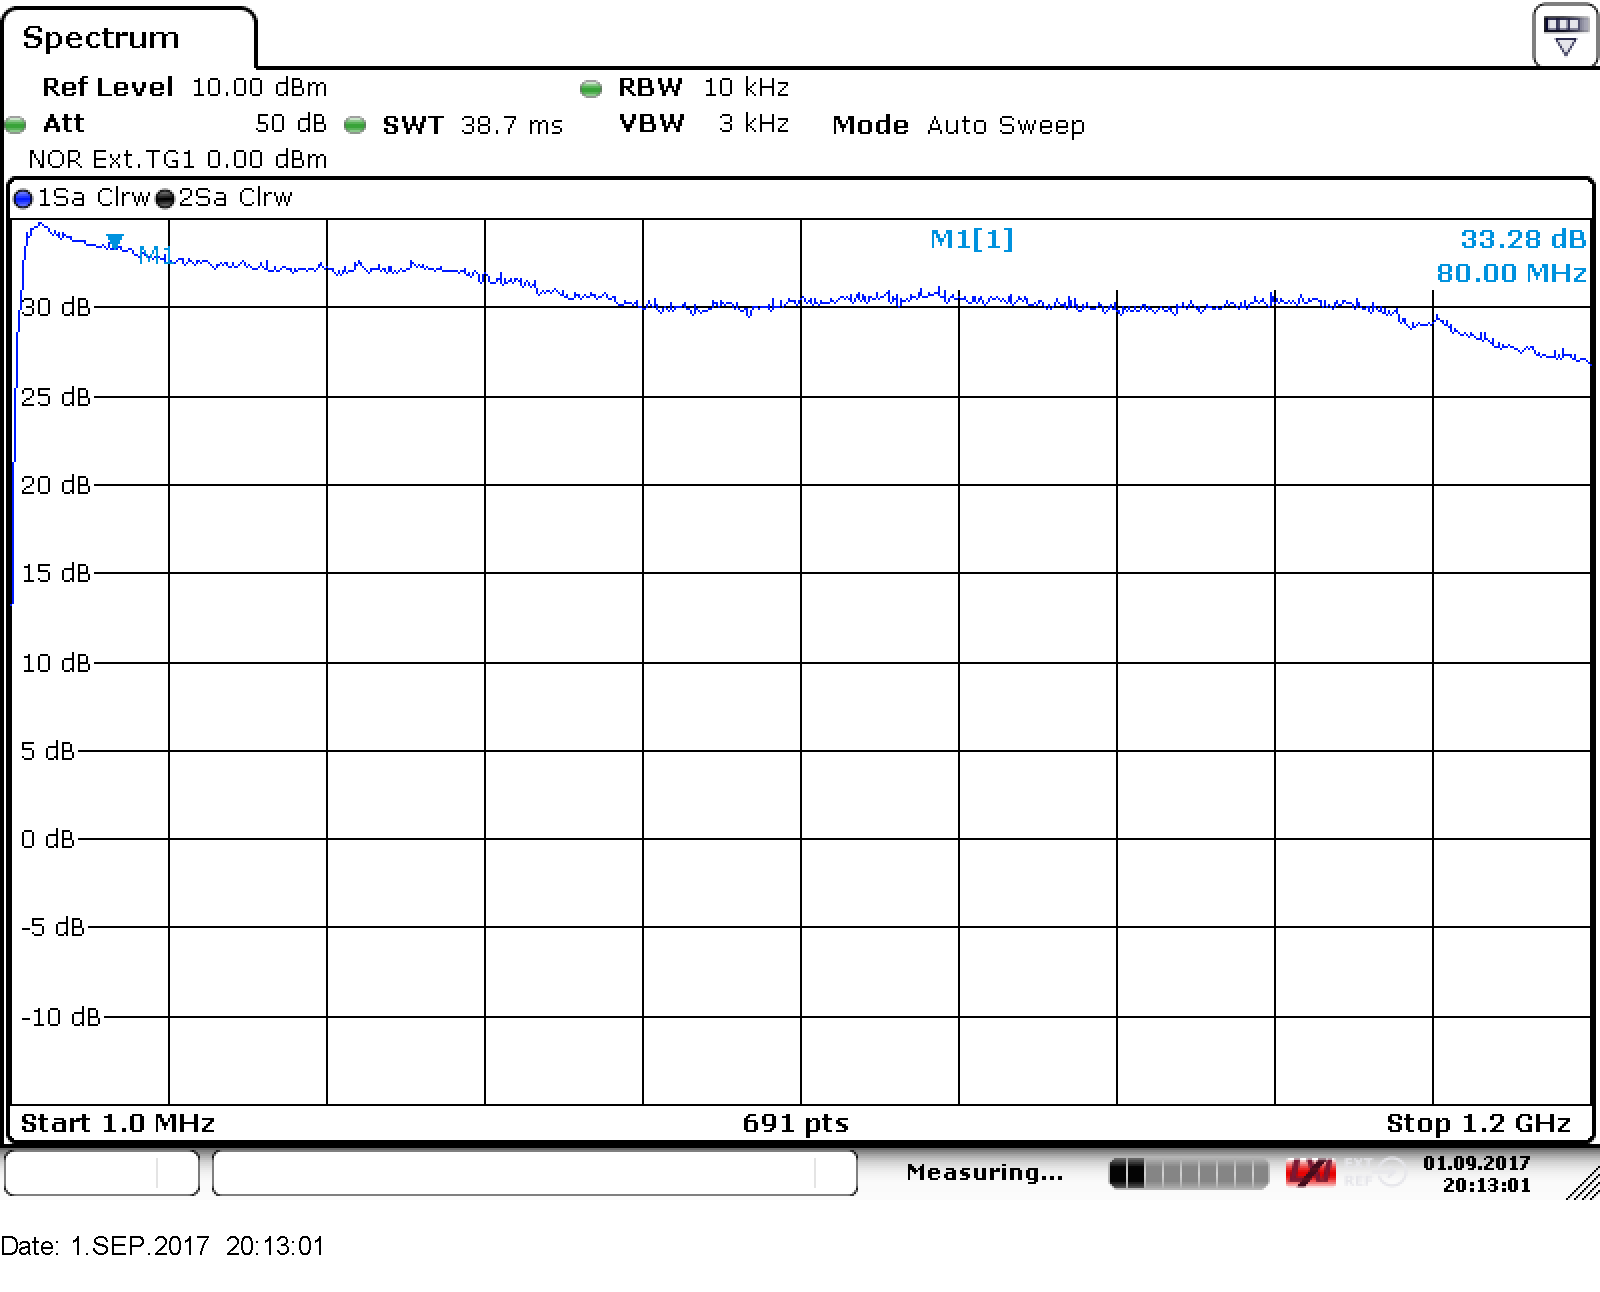 Spectrum
Ref Level 10.00 dBm RBW 10 kHz
Att 50 dB SWT 38.7 ms VBW 3 kHz Mode Auto Sweep
NOR Ext.TG1 0.00 dBm
1Sa Clrw 2Sa Clrw
M1[1] 33.28 dB
80.00 MHz
M1
30 dB
25 dB
20 dB
15 dB
10 dB
5 dB
0 dB
-5 dB
-10 dB
Start 1.0 MHz 691 pts Stop 1.2 GHz
Measuring... LXI EXT REF 01.09.2017
20:13:01
Date: 1.SEP.2017 20:13:01